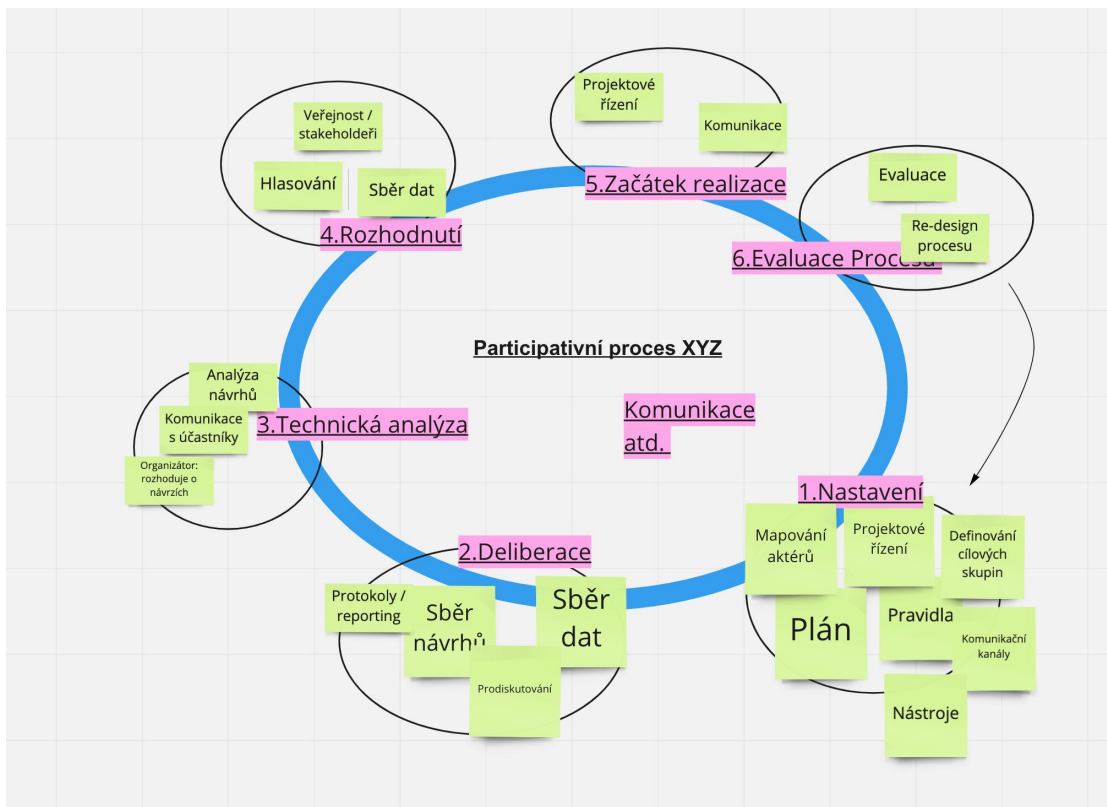 Projektové
řízení
Komunikace
5.Začátek realizace
Veřejnost /
stakeholdeři
Hlasování
Sběr dat
4.Rozhodnutí
Evaluace
Re-design
procesu
6.Evaluace Procesu
Participativní proces XYZ
Komunikace
atd.
Analýza
návrhů
Komunikace
s účastníky
Organizátor:
rozhoduje o
návrzích
3.Technická analýza
1.Nastavení
Mapování
aktérů
Projektové
řízení
Definování
cílových
skupin
Plán
Pravidla
Komunikační
kanály
Nástroje
2.Deliberace
Protokoly /
reporting
Sběr
návrhů
Sběr
dat
Prodiskutování